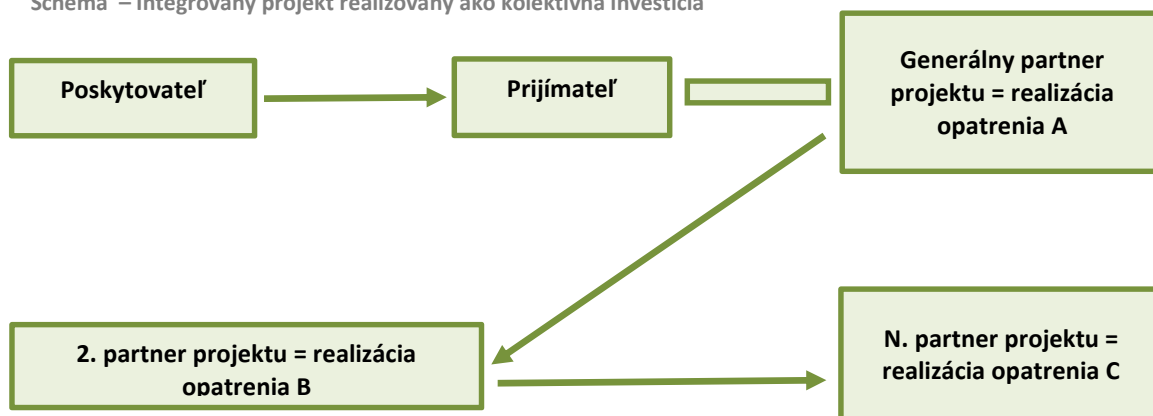 Schéma – Integrovaný projekt realizovaný ako kolektívna investícia
Poskytovateľ
Prijímateľ
Generálny partner
projektu = realizácia
opatrenia A
2. partner projektu = realizácia
opatrenia B
N. partner projektu =
realizácia opatrenia C